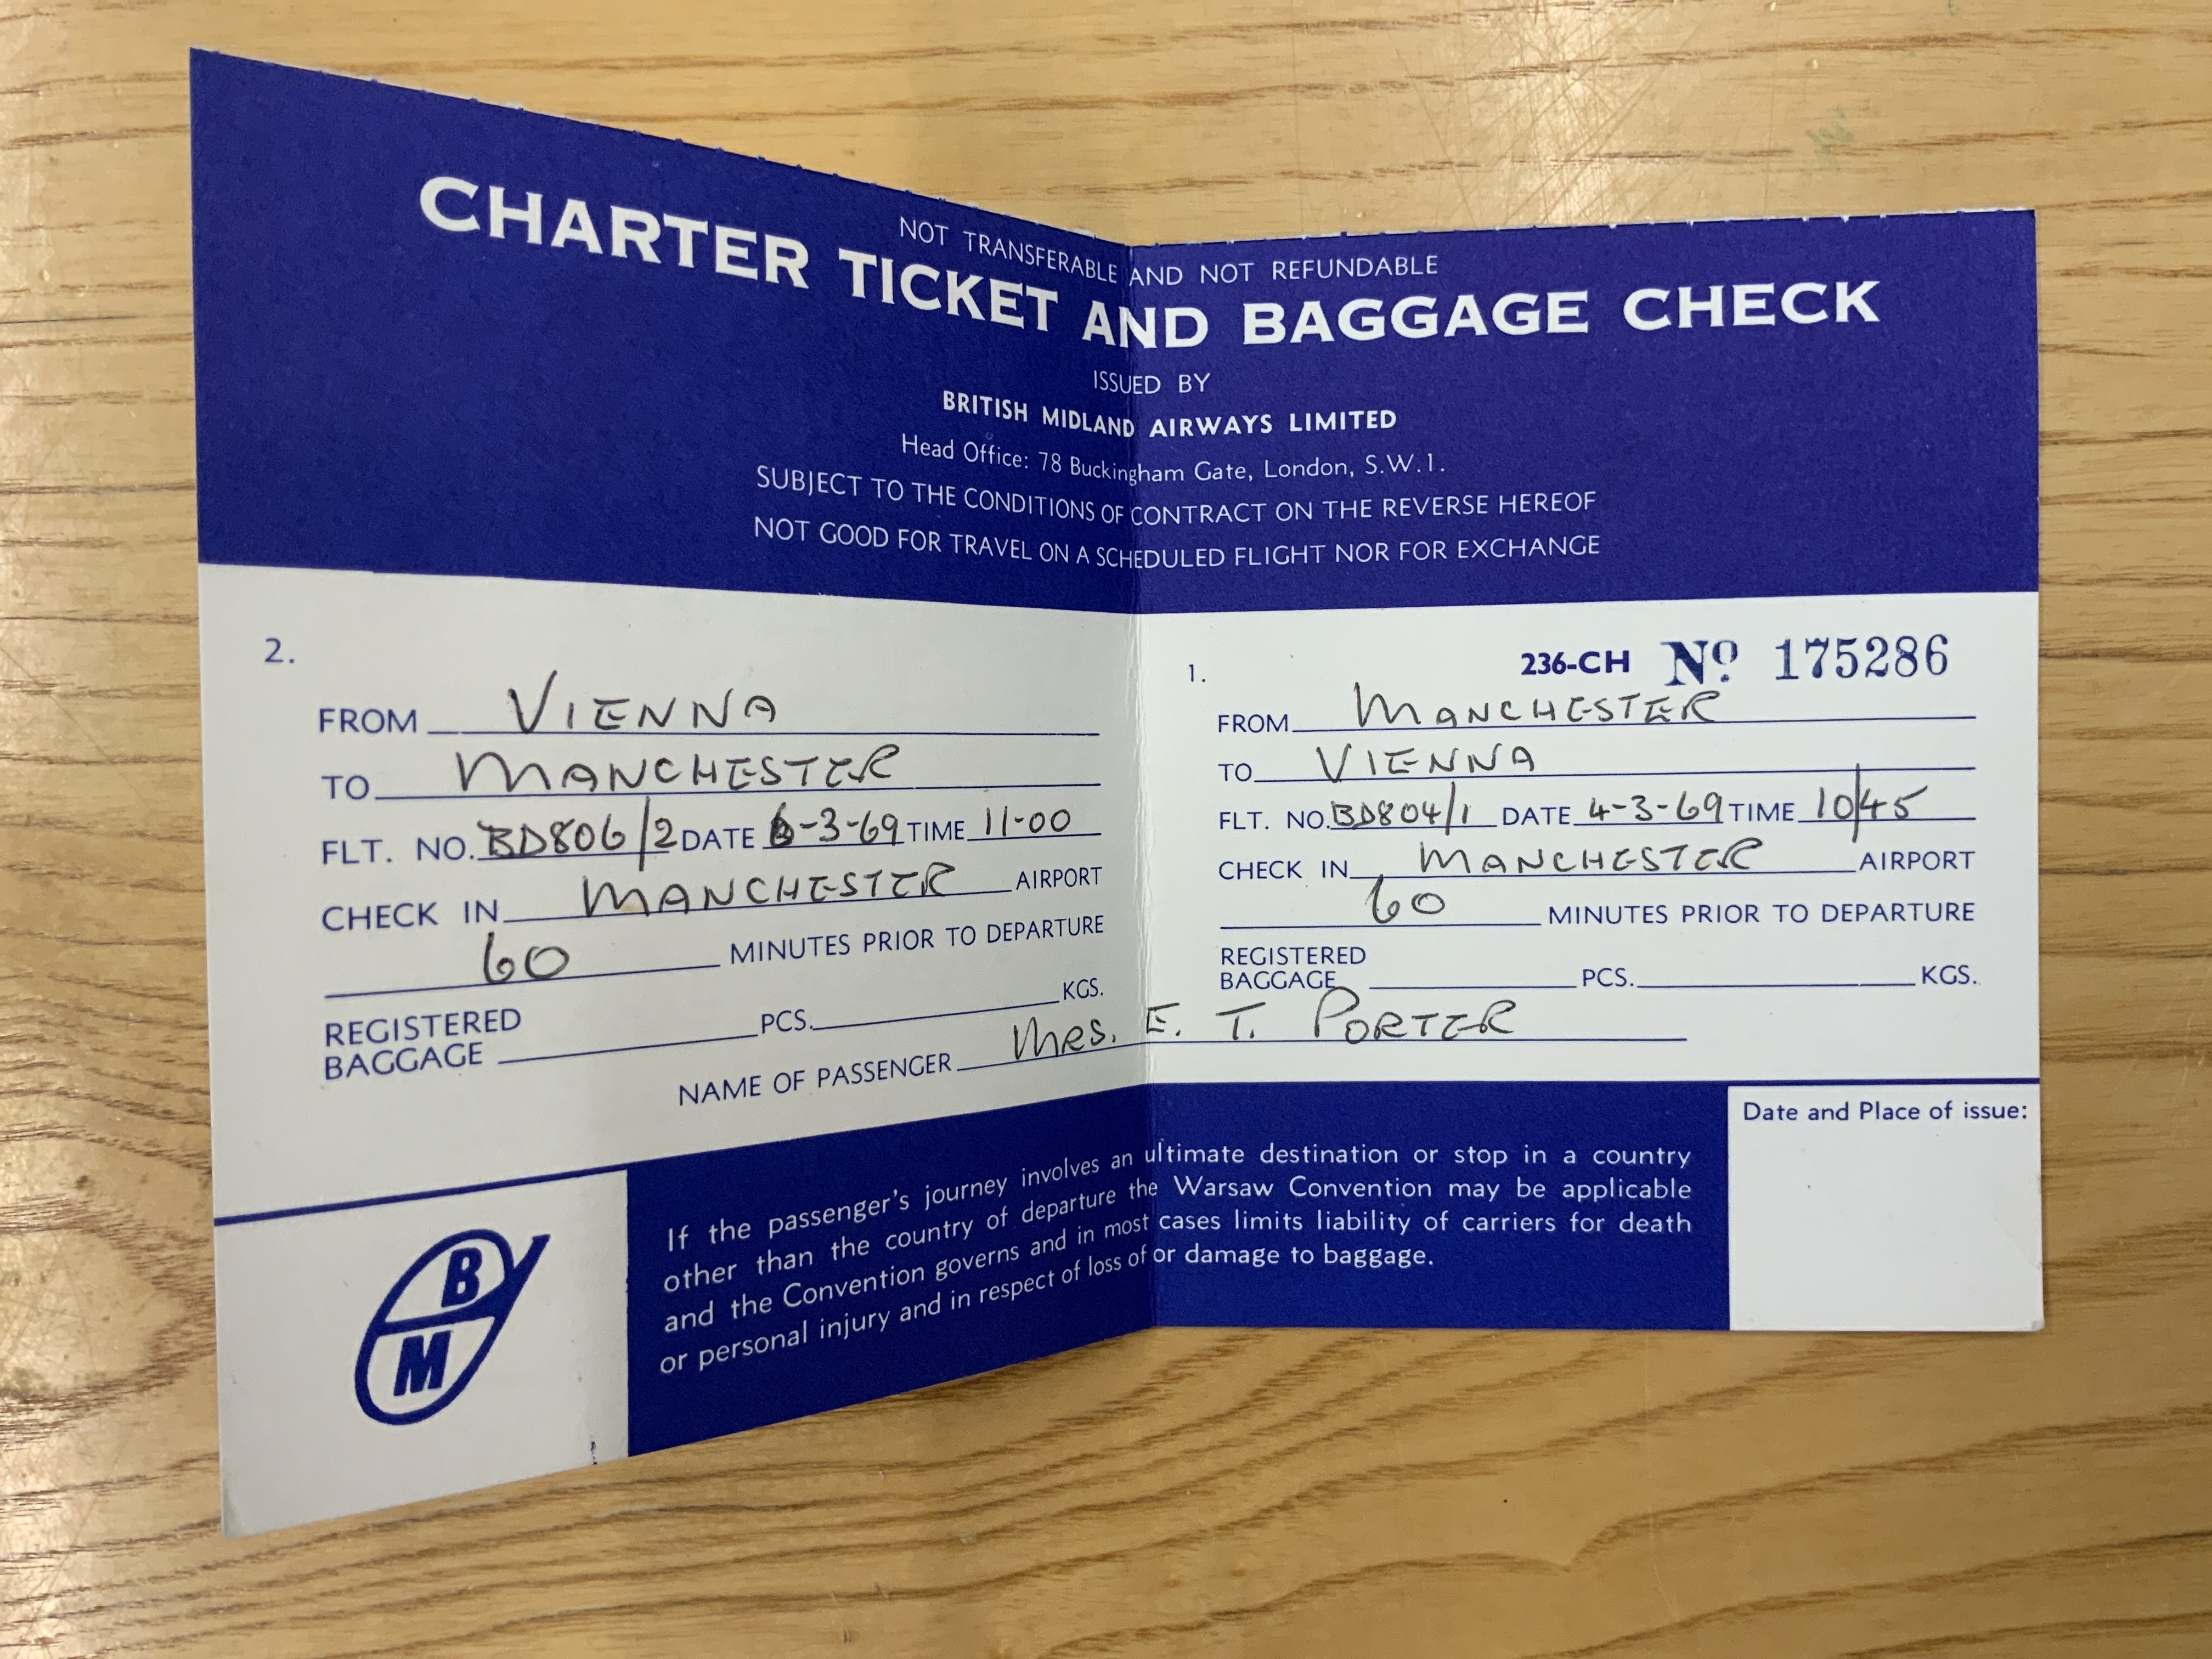 NOT TRANSFERABLE AND NOT REFUNDABLE
CHARTER TICKET AND BAGGAGE CHECK
ISSUED BY
BRITISH MIDLAND AIRWAYS LIMITED
Head Office: 78 Buckingham Gate, London, S.W.1.
SUBJECT TO THE CONDITIONS OF CONTRACT ON THE REVERSE HEREOF
NOT GOOD FOR TRAVEL ON A SCHEDULED FLIGHT NOR FOR EXCHANGE
2.
FROM VIENNA
TO MANCHESTER
FLT. NO. BD806/2 DATE 6-3-69 TIME 11-00
CHECK IN MANCHESTER AIRPORT
60 MINUTES PRIOR TO DEPARTURE
REGISTERED
BAGGAGE PCS. KGS.
1. 236-CH No. 175286
FROM MANCHESTER
TO VIENNA
FLT. NO. BD804/1 DATE 4-3-69 TIME 10/45
CHECK IN MANCHESTER AIRPORT
60 MINUTES PRIOR TO DEPARTURE
REGISTERED
BAGGAGE PCS. KGS.
NAME OF PASSENGER Mrs. E. T. PORTER
B
M
If the passenger's journey involves an ultimate destination or stop in a country
other than the country of departure the Warsaw Convention may be applicable
and the Convention governs and in most cases limits liability of carriers for death
or personal injury and in respect of loss of or damage to baggage.
Date and Place of issue: